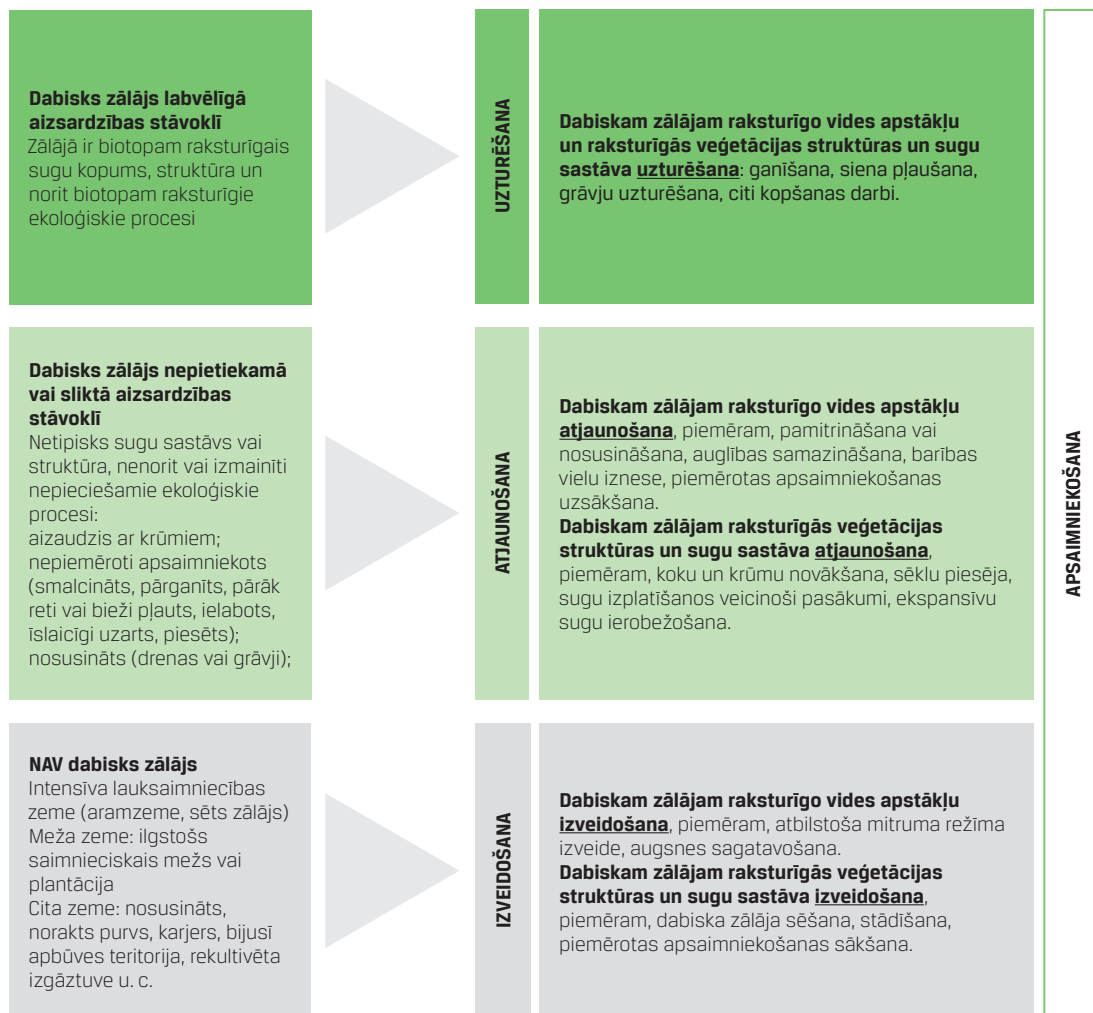 Dabisks zālājs labvēlīgā
aizsardzības stāvoklī
Zālājā ir biotopam raksturīgais
sugu kopums, struktūra un
norit biotopam raksturīgie
ekoloģiskie procesi
UZTURĒŠANA
Dabiskam zālājam raksturīgo vides apstākļu
un raksturīgās veģetācijas struktūras un sugu
sastāva uzturēšana: ganīšana, siena pļaušana,
grāvju uzturēšana, citi kopšanas darbi.
Dabisks zālājs nepietiekamā
vai sliktā aizsardzības
stāvoklī
Netipisks sugu sastāvs vai
struktūra, nenorit vai izmainīti
nepieciešamie ekoloģiskie
procesi:
aizaudzis ar krūmiem;
nepiemēroti apsaimniekots
(smalcināts, pārganīts, pārāk
reti vai bieži pļauts, ielabots,
īslaicīgi uzarts, piesēts);
nosusināts (drenas vai grāvji);
ATJAUNOŠANA
Dabiskam zālājam raksturīgo vides apstākļu
atjaunošana, piemēram, pamitrināšana vai
nosusināšana, auglības samazināšana, barības
vielu iznese, piemērotas apsaimniekošanas
uzsākšana.
Dabiskam zālājam raksturīgās veģetācijas
struktūras un sugu sastāva atjaunošana,
piemēram, koku un krūmu novākšana, sēklu piesēja,
sugu izplatīšanos veicinoši pasākumi, ekspansīvu
sugu ierobežošana.
NAV dabisks zālājs
Intensīva lauksaimniecības
zeme (aramzeme, sēts zālājs)
Meža zeme: ilgstošs
saimnieciskais mežs vai
plantācija
Cita zeme: nosusināts,
norakts purvs, karjers, bijusī
apbūves teritorija, rekultivēta
izgāztuve u. c.
IZVEIDOŠANA
Dabiskam zālājam raksturīgo vides apstākļu
izveidošana, piemēram, atbilstoša mitruma režīma
izveide, augsnes sagatavošana.
Dabiskam zālājam raksturīgās veģetācijas
struktūras un sugu sastāva izveidošana,
piemēram, dabiska zālāja sēšana, stādīšana,
piemērotas apsaimniekošanas sākšana.
APSAIMNIEKOŠANA